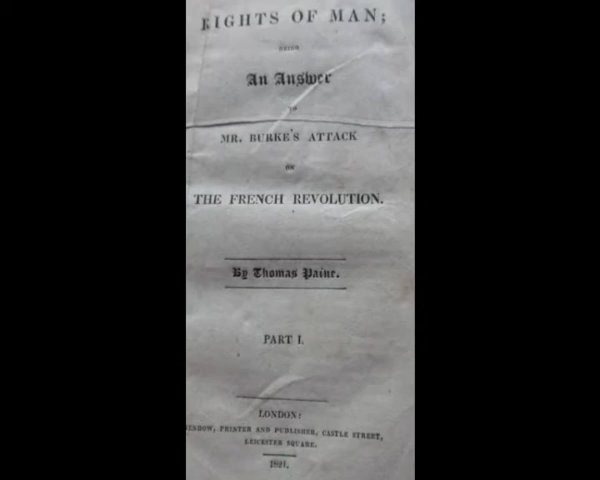 RIGHTS OF MAN;
BEING
An Answer
TO
MR. BURKE'S ATTACK
ON
THE FRENCH REVOLUTION.
By Thomas Paine.
PART I.
LONDON:
PRINTER AND PUBLISHER, CASTLE STREET,
LEICESTER SQUARE.
1821.